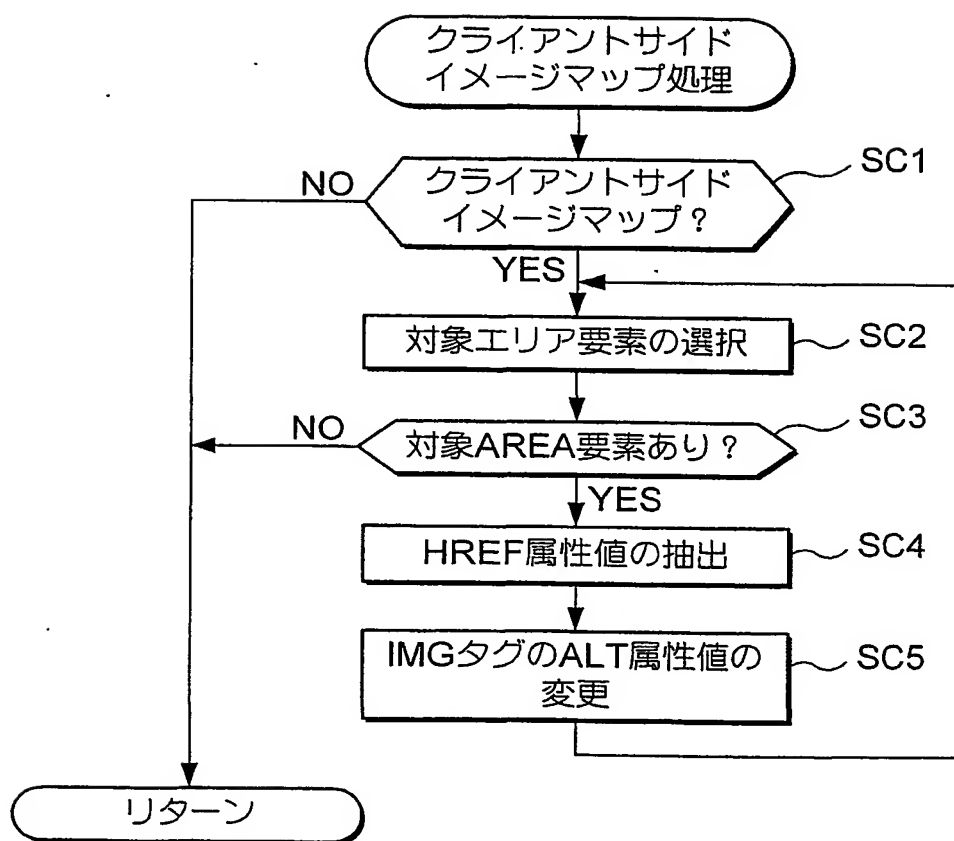 クライアントサイド
イメージマップ処理
SC1
NO
クライアントサイド
イメージマップ?
YES
対象エリア要素の選択
SC2
NO
SC3
対象AREA要素あり?
YES
HREF属性値の抽出
SC4
IMGタグのALT属性値の
変更
SC5
リターン